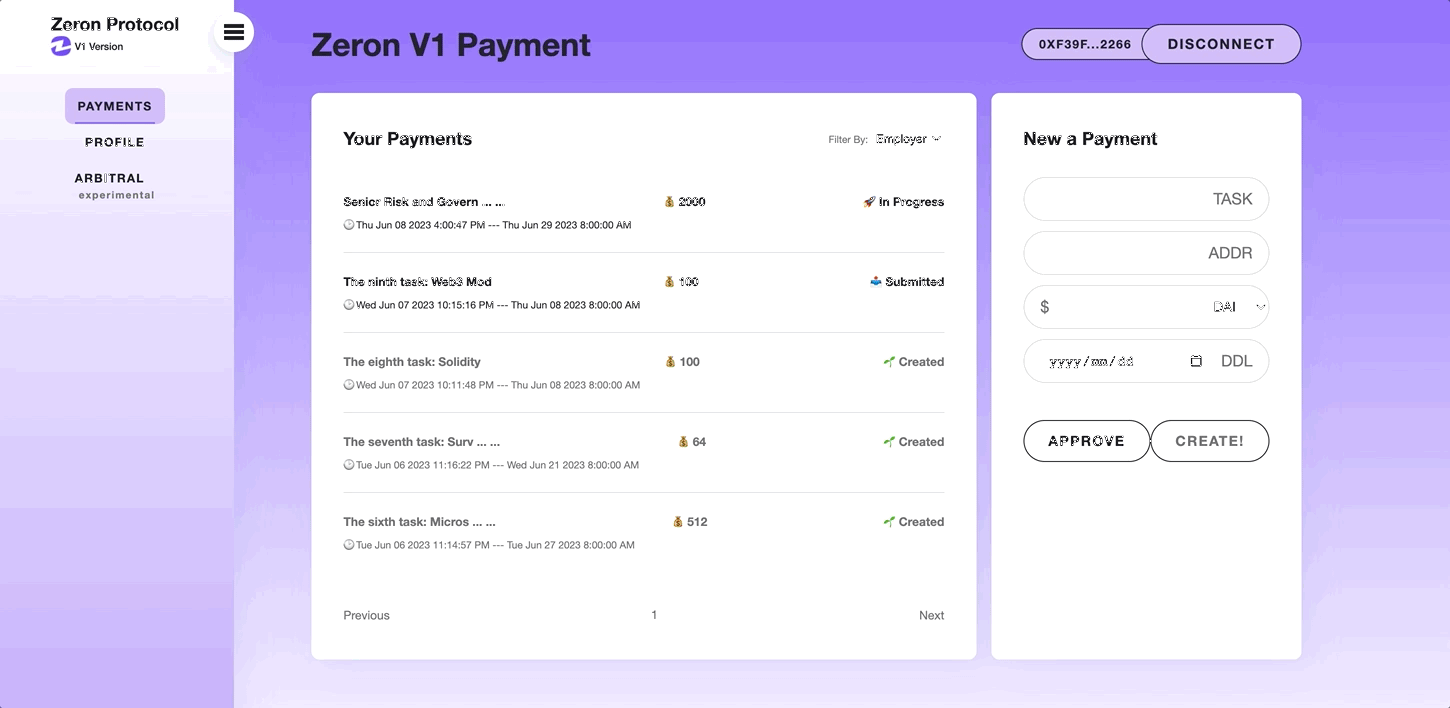 Zeron Protocol
V1 Version
PAYMENTS
PROFILE
ARBITRAL
experimental
Zeron V1 Payment
0XF39F...2266
DISCONNECT
Your Payments
Filter By: Employer
Senior Risk and Govern ... ... 2000 In Progress
Thu Jun 08 2023 4:00:47 PM --- Thu Jun 29 2023 8:00:00 AM
The ninth task: Web3 Mod 100 Submitted
Wed Jun 07 2023 10:15:16 PM --- Thu Jun 08 2023 8:00:00 AM
The eighth task: Solidity 100 Created
Wed Jun 07 2023 10:11:48 PM --- Thu Jun 08 2023 8:00:00 AM
The seventh task: Surv ... ... 64 Created
Tue Jun 06 2023 11:16:22 PM --- Wed Jun 21 2023 8:00:00 AM
The sixth task: Micros ... ... 512 Created
Tue Jun 06 2023 11:14:57 PM --- Tue Jun 27 2023 8:00:00 AM
Previous 1 Next
New a Payment
TASK
ADDR
$ DAI
yyyy/mm/dd DDL
APPROVE
CREATE!